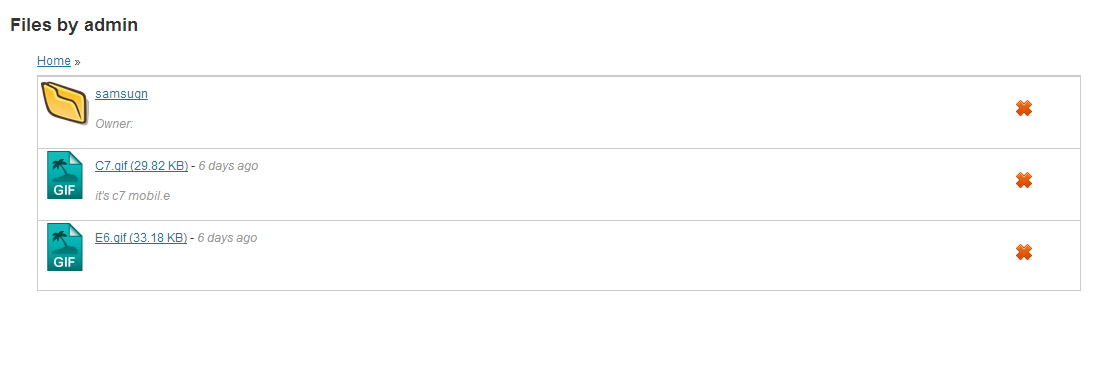 Files by admin
Home »
samsuqn
Owner:
GIF
C7.gif (29.82 KB) - 6 days ago
it's c7 mobil.e
GIF
E6.gif (33.18 KB) - 6 days ago